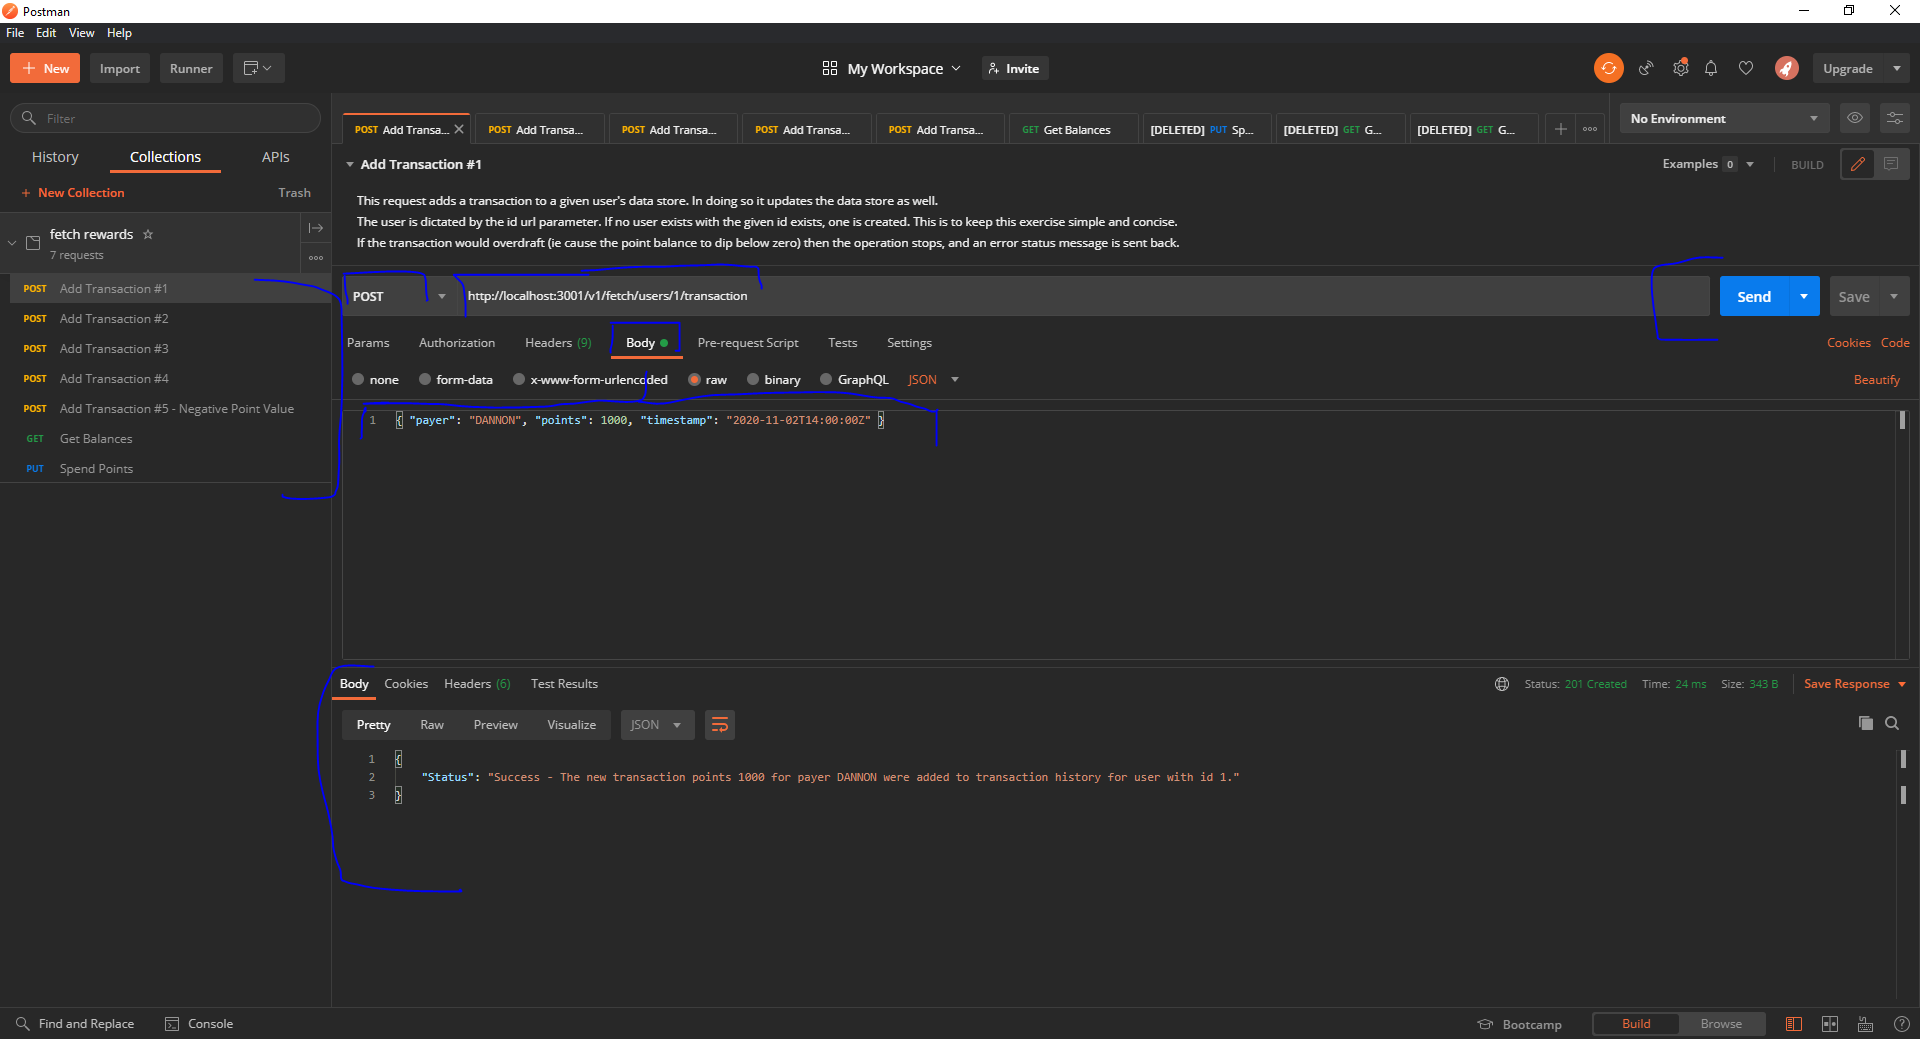 Postman
File Edit View Help
New Import Runner My Workspace Invite Upgrade
Filter
History Collections APIs
New Collection Trash
fetch rewards
7 requests
POST Add Transaction #1
POST Add Transaction #2
POST Add Transaction #3
POST Add Transaction #4
POST Add Transaction #5 - Negative Point Value
GET Get Balances
PUT Spend Points
POST Add Transa... POST Add Transa... POST Add Transa... POST Add Transa... POST Add Transa... GET Get Balances [DELETED] PUT Sp... [DELETED] GET G... [DELETED] GET G... No Environment
Add Transaction #1 Examples 0 BUILD
This request adds a transaction to a given user's data store. In doing so it updates the data store as well.
The user is dictated by the id url parameter. If no user exists with the given id exists, one is created. This is to keep this exercise simple and concise.
If the transaction would overdraft (ie cause the point balance to dip below zero) then the operation stops, and an error status message is sent back.
POST http://localhost:3001/v1/fetch/users/1/transaction Send Save
Params Authorization Headers (9) Body Pre-request Script Tests Settings Cookies Code
none form-data x-www-form-urlencoded raw binary GraphQL JSON Beautify
1 { "payer": "DANNON", "points": 1000, "timestamp": "2020-11-02T14:00:00Z" }
Body Cookies Headers (6) Test Results Status: 201 Created Time: 24 ms Size: 343 B Save Response
Pretty Raw Preview Visualize JSON
1 {
2 "Status": "Success - The new transaction points 1000 for payer DANNON were added to transaction history for user with id 1."
3 }
Find and Replace Console Bootcamp Build Browse